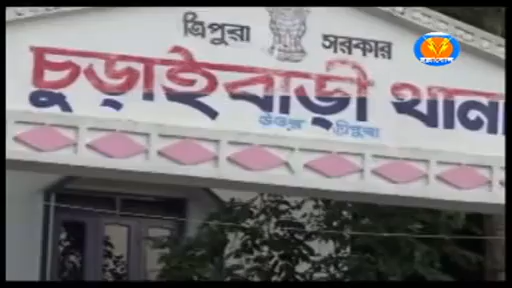 ত্রিপুরা সরকার
চুড়াইবাড়ী থানা
উত্তর ত্রিপুরা